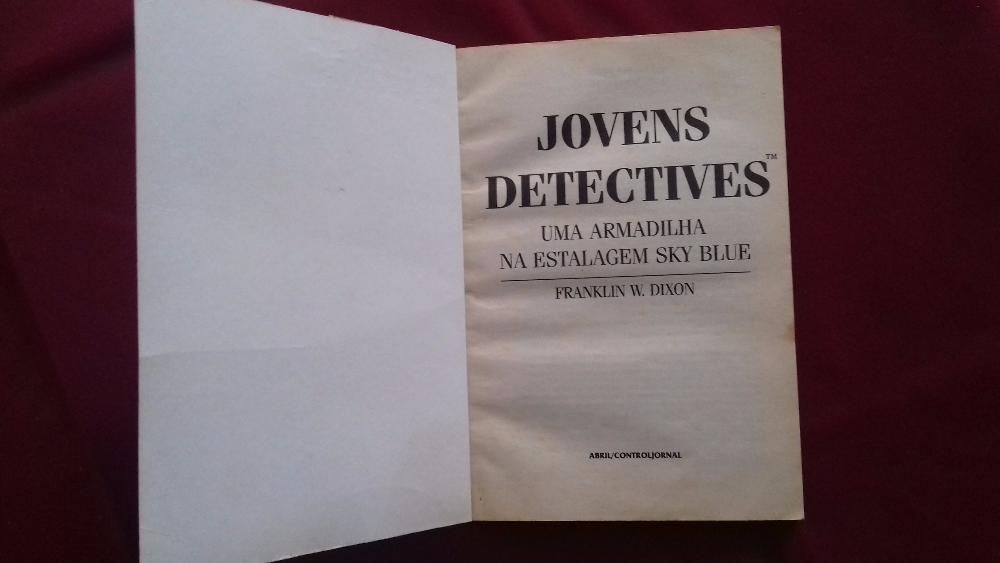 JOVENS
DETECTIVES™
UMA ARMADILHA
NA ESTALAGEM SKY BLUE
FRANKLIN W. DIXON
ABRIL/CONTROLJORNAL